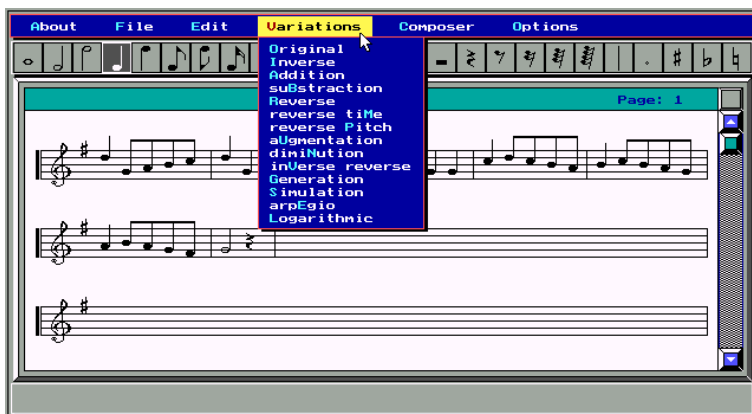 About File Edit Variations Composer Options
Original
Inverse
Addition
suBstraction
Reverse
reverse tiMe
reverse Pitch
aUgmentation
dimiNution
inVerse reverse
Generation
Simulation
arpEgio
Logarithmic
Page: 1